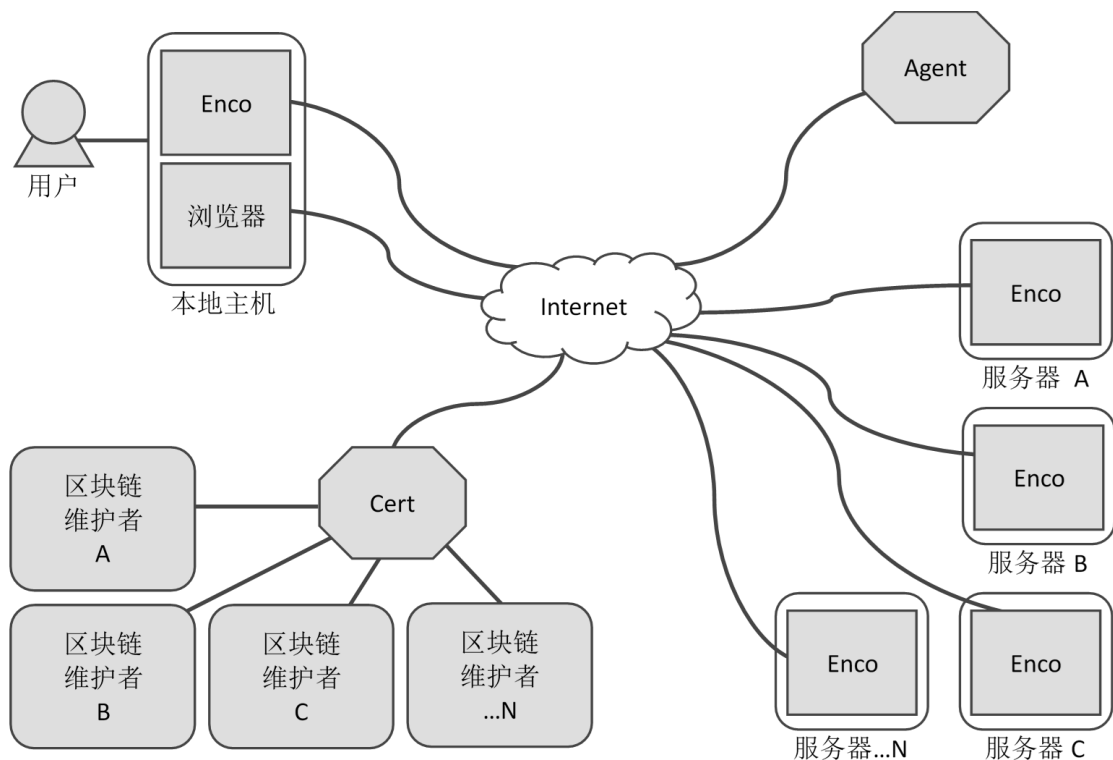 Enco
用户
浏览器
本地主机
Agent
Internet
Enco
服务器 A
Enco
服务器 B
Enco
服务器 C
Enco
服务器...N
Cert
区块链
维护者
A
区块链
维护者
B
区块链
维护者
C
区块链
维护者
...N